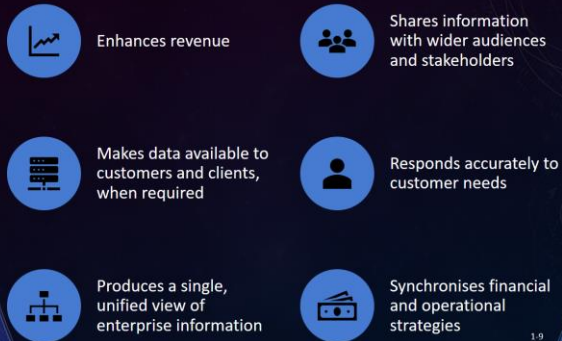 Enhances revenue
Shares information
with wider audiences
and stakeholders
Makes data available to
customers and clients,
when required
Responds accurately to
customer needs
Produces a single,
unified view of
enterprise information
Synchronises financial
and operational
strategies
1-9